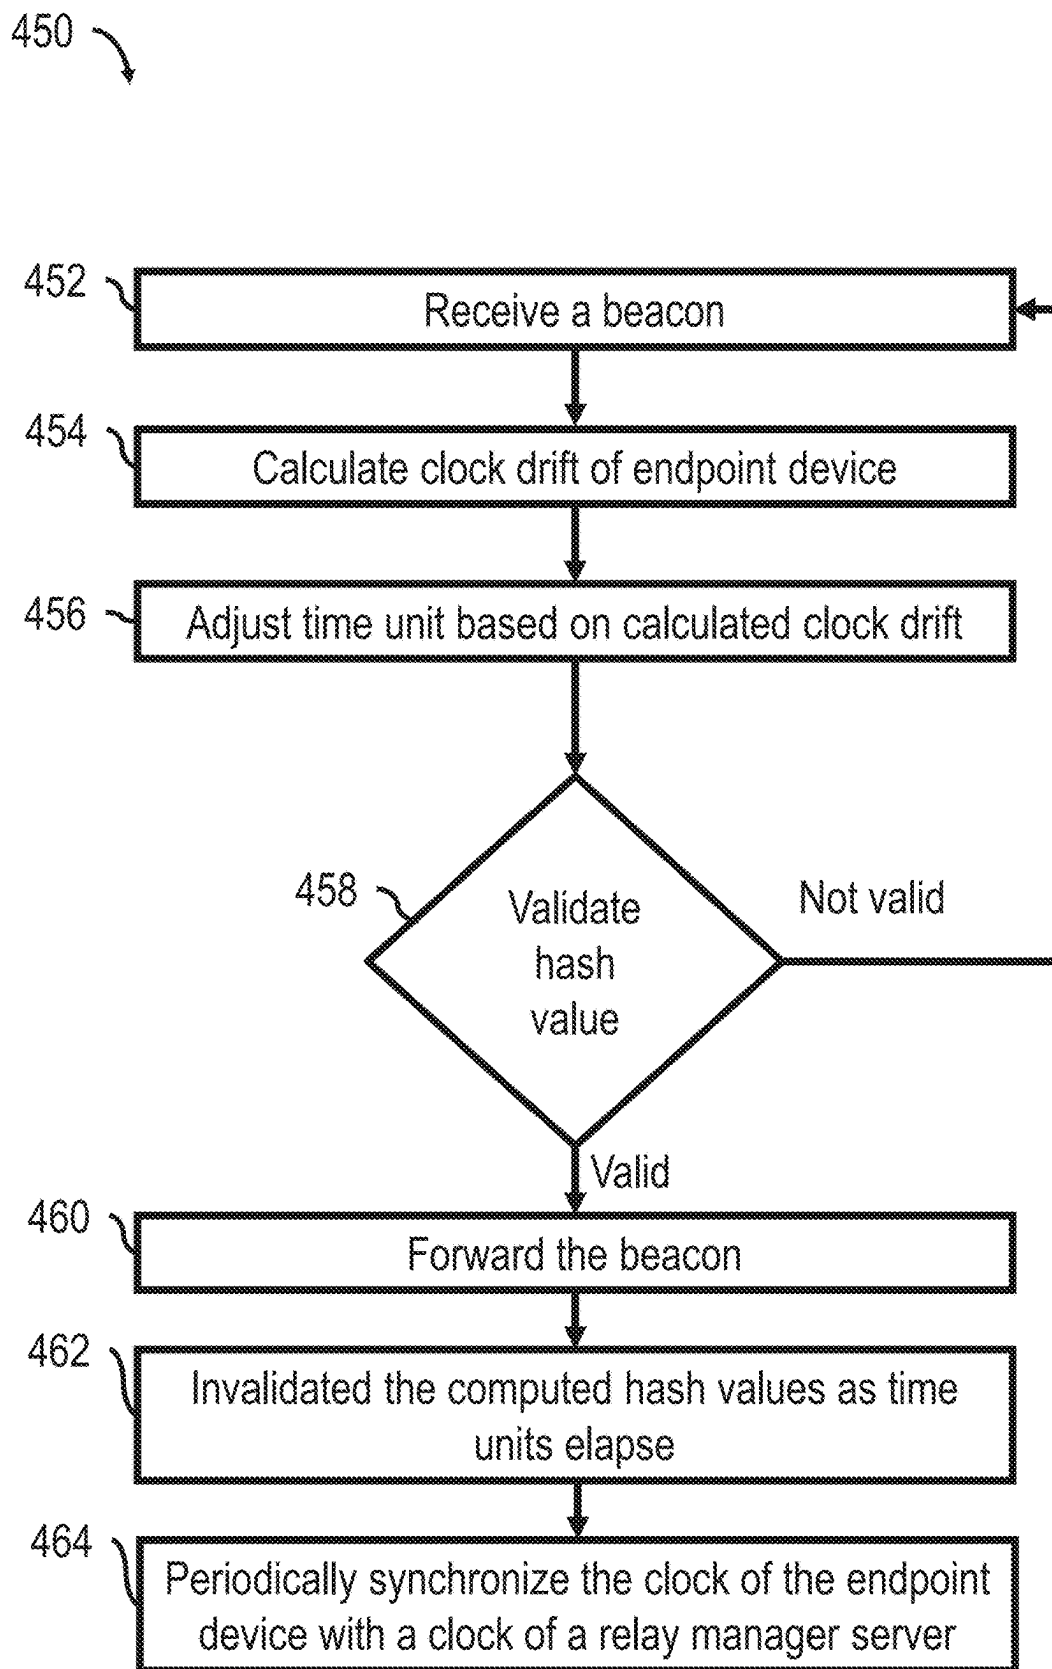 450
452
Receive a beacon
454
Calculate clock drift of endpoint device
456
Adjust time unit based on calculated clock drift
458
Validate
hash
value
Not valid
Valid
460
Forward the beacon
462
Invalidated the computed hash values as time
units elapse
464
Periodically synchronize the clock of the endpoint
device with a clock of a relay manager server